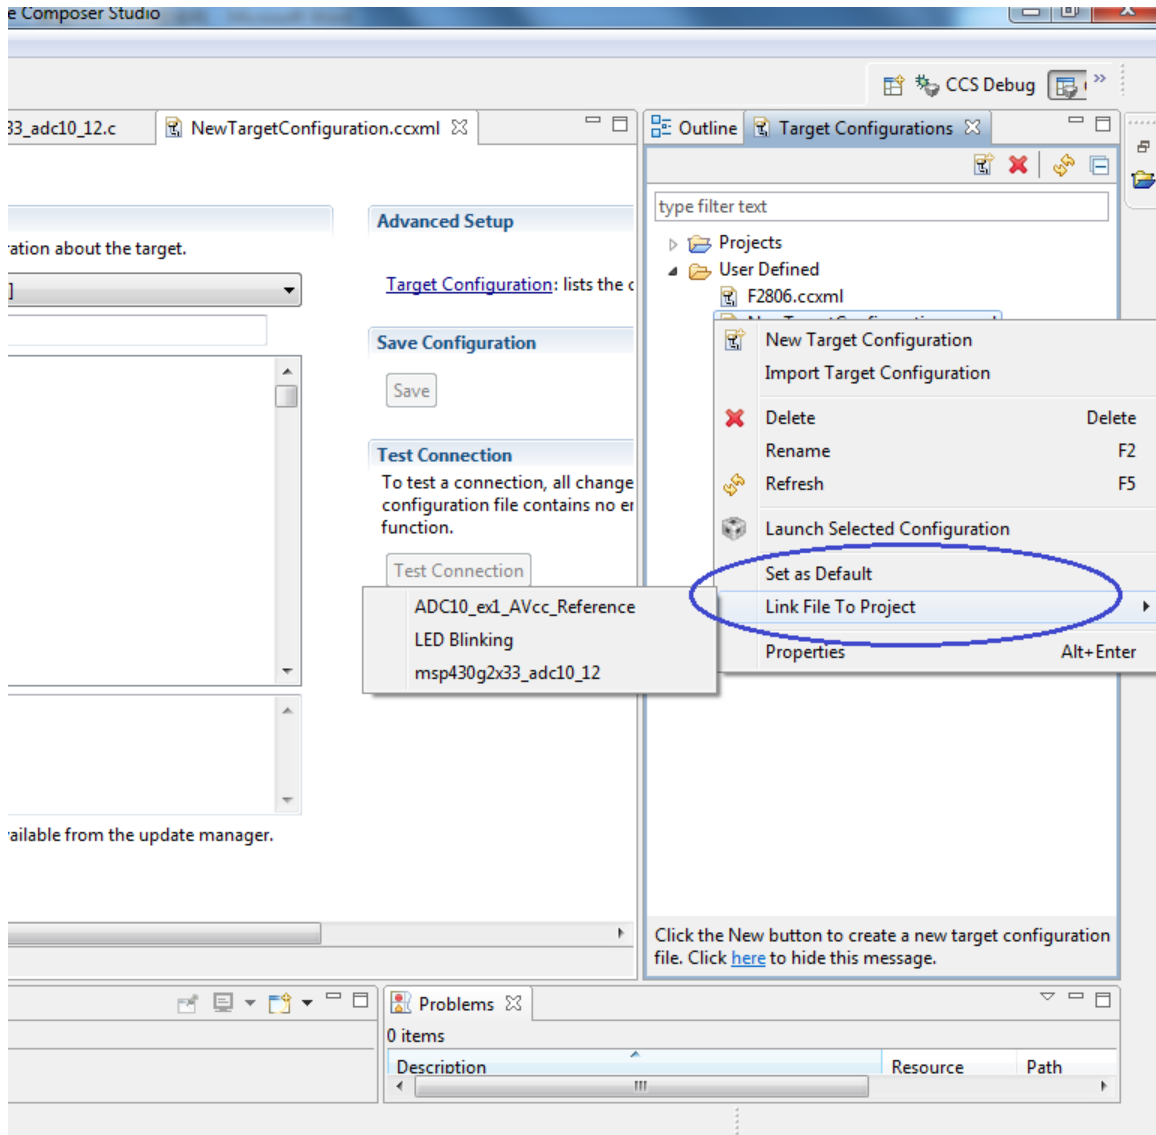 e Composer Studio
CCS Debug
33_adc10_12.c
NewTargetConfiguration.ccxml
Outline
Target Configurations
type filter text
Projects
User Defined
F2806.ccxml
Advanced Setup
ration about the target.
]
Target Configuration: lists the c
Save Configuration
Save
Test Connection
To test a connection, all change
configuration file contains no er
function.
Test Connection
New Target Configuration
Import Target Configuration
Delete Delete
Rename F2
Refresh F5
Launch Selected Configuration
Set as Default
Link File To Project
Properties Alt+Enter
ADC10_ex1_AVcc_Reference
LED Blinking
msp430g2x33_adc10_12
vailable from the update manager.
Click the New button to create a new target configuration
file. Click here to hide this message.
Problems
0 items
Description Resource Path